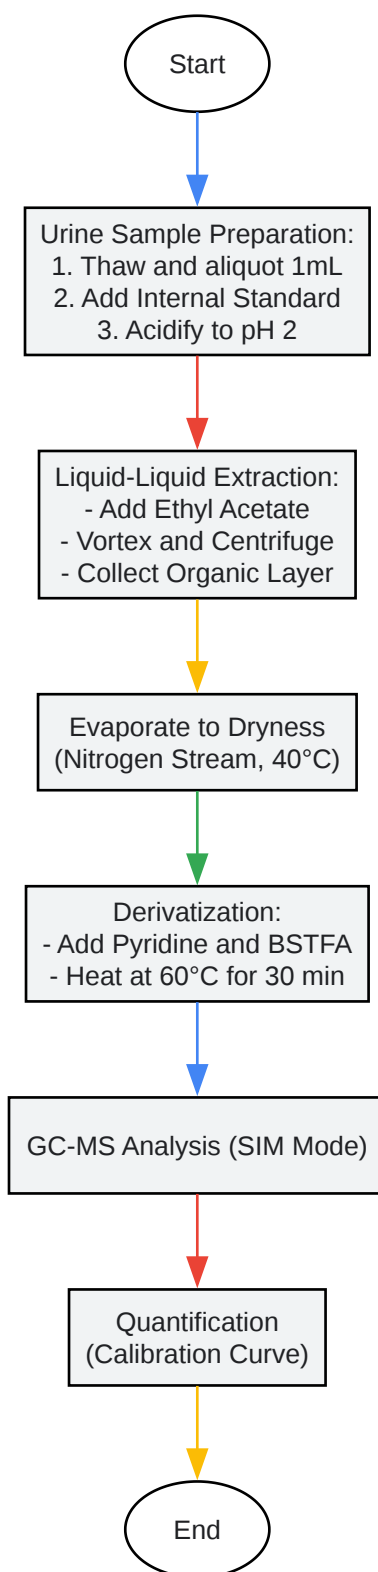 Start
Urine Sample Preparation:
1. Thaw and aliquot 1mL
2. Add Internal Standard
3. Acidify to pH 2
Liquid-Liquid Extraction:
- Add Ethyl Acetate
- Vortex and Centrifuge
- Collect Organic Layer
Evaporate to Dryness
(Nitrogen Stream, 40°C)
Derivatization:
- Add Pyridine and BSTFA
- Heat at 60°C for 30 min
GC-MS Analysis (SIM Mode)
Quantification
(Calibration Curve)
End